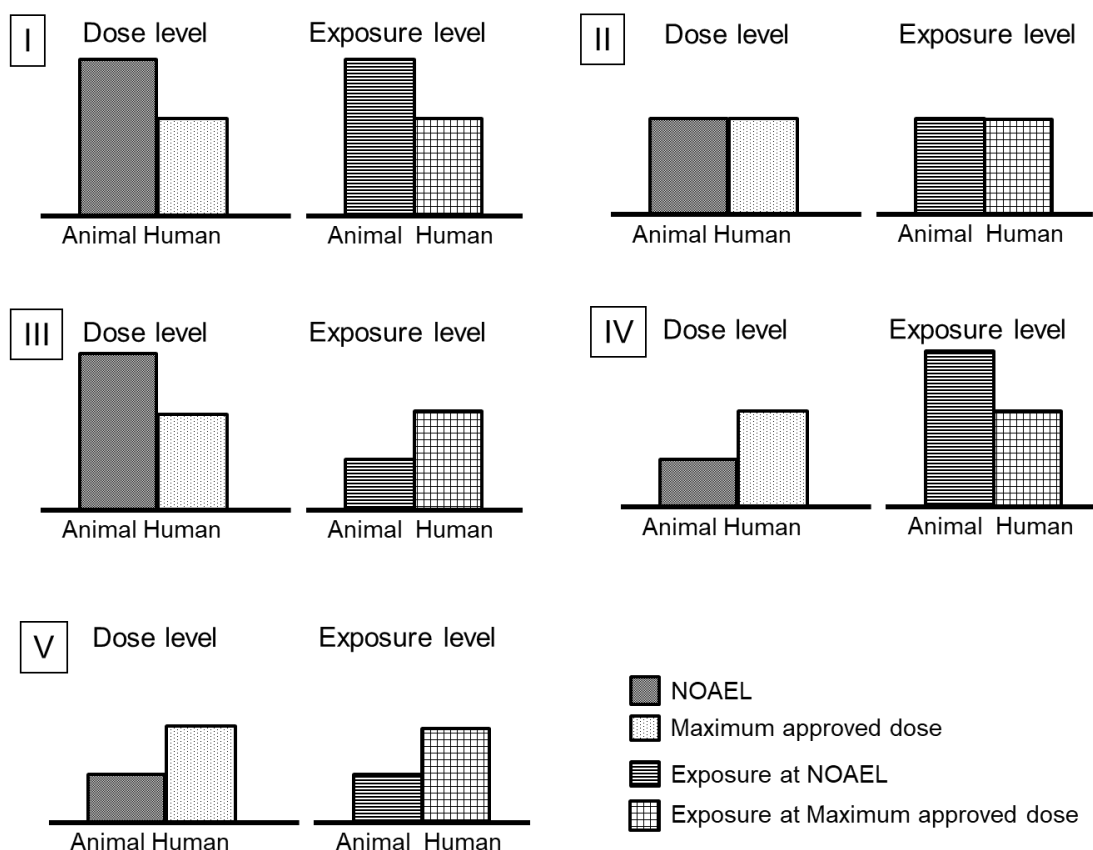 I
Dose level
Exposure level
Animal Human
Animal Human
II
Dose level
Exposure level
Animal Human
Animal Human
III
Dose level
Exposure level
Animal Human
Animal Human
IV
Dose level
Exposure level
Animal Human
Animal Human
V
Dose level
Exposure level
Animal Human
Animal Human
NOAEL
Maximum approved dose
Exposure at NOAEL
Exposure at Maximum approved dose